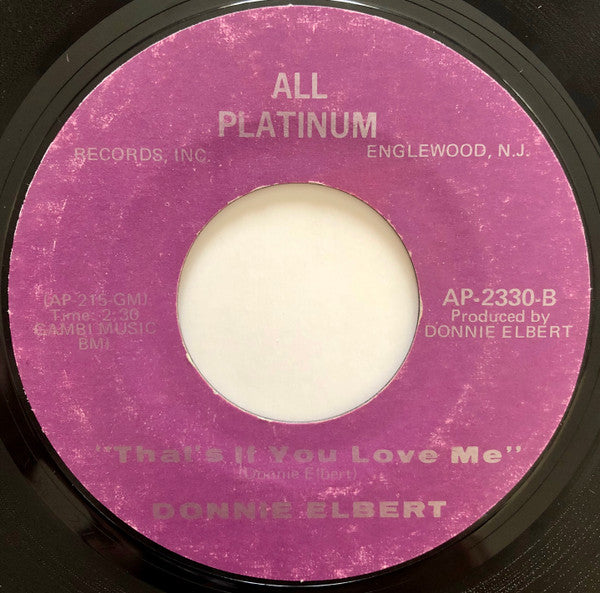 ALL
PLATINUM
RECORDS, INC.
ENGLEWOOD, N.J.
(AP-215-GM)
Time: 2:30
GAMBI MUSIC
BMI
AP-2330-B
Produced by
DONNIE ELBERT
"That's If You Love Me"
(Donnie Elbert)
DONNIE ELBERT